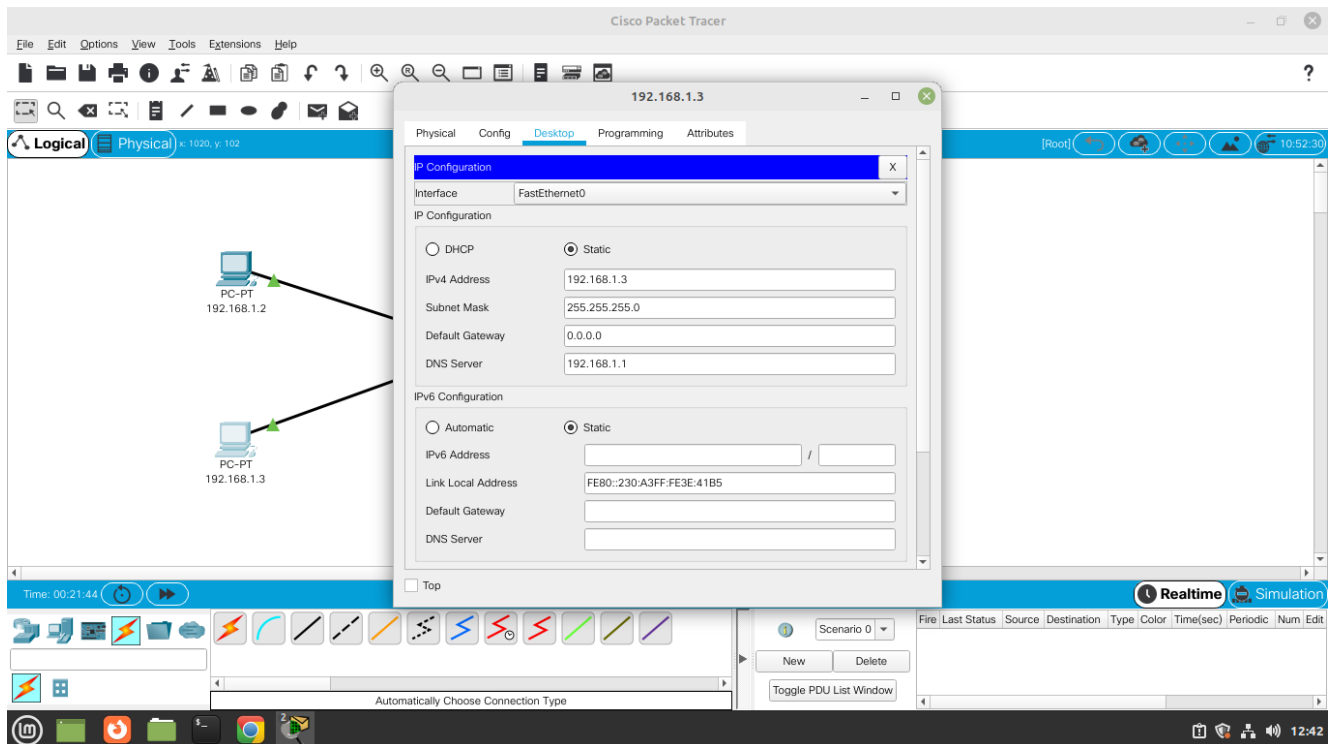 Cisco Packet Tracer
File Edit Options View Tools Extensions Help
?
192.168.1.3
Physical Config Desktop Programming Attributes
Logical Physical x: 1020, y: 102
[Root] 10:52:30
IP Configuration X
Interface FastEthernet0
IP Configuration
DHCP Static
IPv4 Address 192.168.1.3
Subnet Mask 255.255.255.0
Default Gateway 0.0.0.0
DNS Server 192.168.1.1
IPv6 Configuration
Automatic Static
IPv6 Address /
Link Local Address FE80::230:A3FF:FE3E:41B5
Default Gateway
DNS Server
Top
PC-PT
192.168.1.2
PC-PT
192.168.1.3
Time: 00:21:44
Realtime Simulation
Scenario 0
Fire Last Status Source Destination Type Color Time(sec) Periodic Num Edit
New Delete
Toggle PDU List Window
Automatically Choose Connection Type
2
12:42